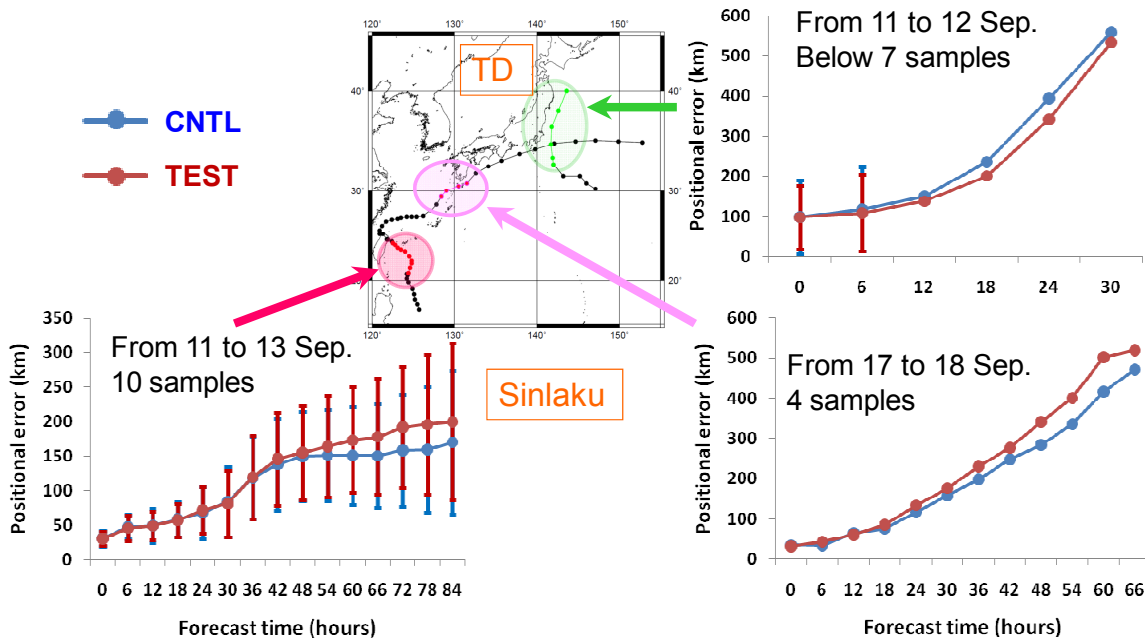 CNTL
TEST
120˚ 130˚ 140˚ 150˚
40˚ 40˚
30˚ 30˚
20˚ 20˚
120˚ 130˚ 140˚ 150˚
TD
Sinlaku
From 11 to 12 Sep.
Below 7 samples
Positional error (km)
600
500
400
300
200
100
0
0 6 12 18 24 30
From 11 to 13 Sep.
10 samples
Positional error (km)
350
300
250
200
150
100
50
0
0 6 12 18 24 30 36 42 48 54 60 66 72 78 84
Forecast time (hours)
From 17 to 18 Sep.
4 samples
Positional error (km)
600
500
400
300
200
100
0
0 6 12 18 24 30 36 42 48 54 60 66
Forecast time (hours)